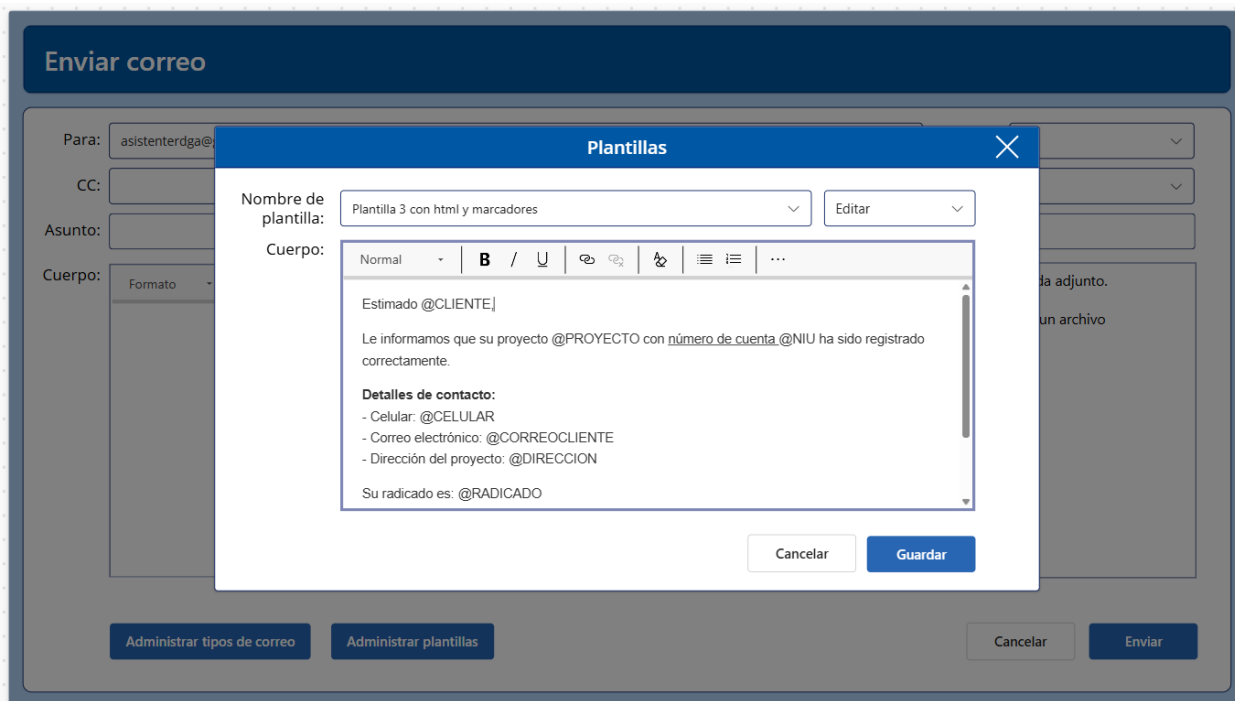 Enviar correo
Para:
asistenterdga@
Plantillas
CC:
Nombre de
plantilla:
Plantilla 3 con html y marcadores
Editar
Asunto:
Cuerpo:
Normal
B I U
...
Cuerpo:
Formato
da adjunto.
un archivo
Estimado @CLIENTE,
Le informamos que su proyecto @PROYECTO con número de cuenta @NIU ha sido registrado
correctamente.
Detalles de contacto:
- Celular: @CELULAR
- Correo electrónico: @CORREOCLIENTE
- Dirección del proyecto: @DIRECCION
Su radicado es: @RADICADO
Cancelar
Guardar
Administrar tipos de correo
Administrar plantillas
Cancelar
Enviar